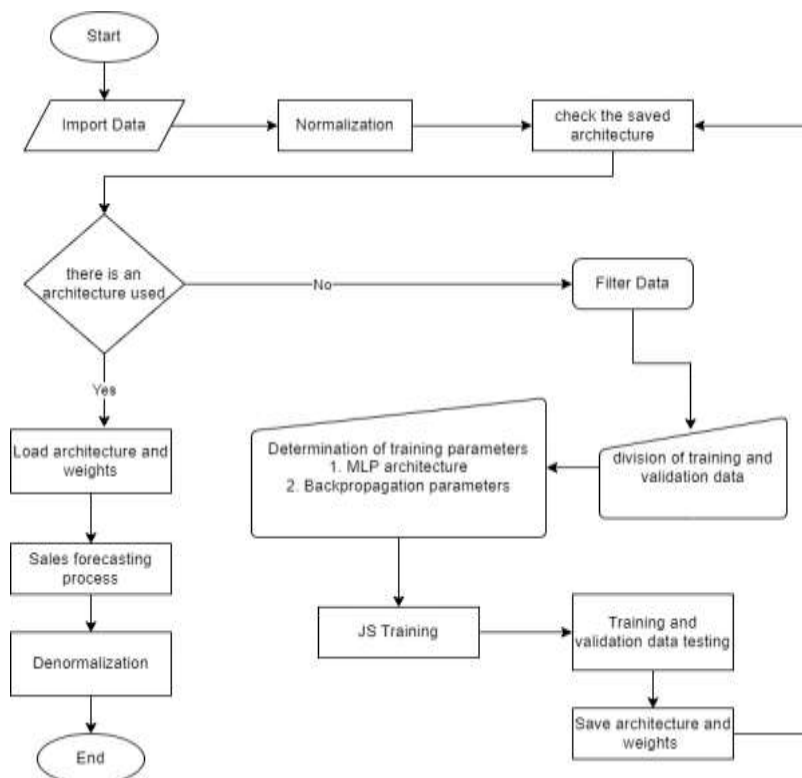 Start
Import Data
Normalization
check the saved
architecture
there is an
architecture used
No
Filter Data
Yes
Load architecture and
weights
Determination of training parameters
1. MLP architecture
2. Backpropagation parameters
division of training and
validation data
Sales forecasting
process
JS Training
Training and
validation data testing
Denormalization
Save architecture and
weights
End